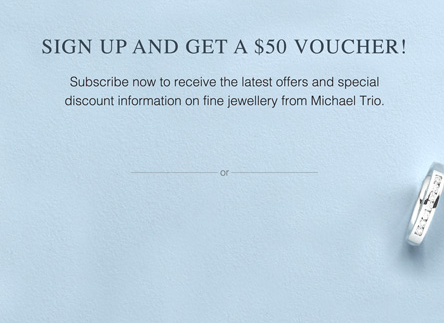 SIGN UP AND GET A $50 VOUCHER!
Subscribe now to receive the latest offers and special
discount information on fine jewellery from Michael Trio.
or